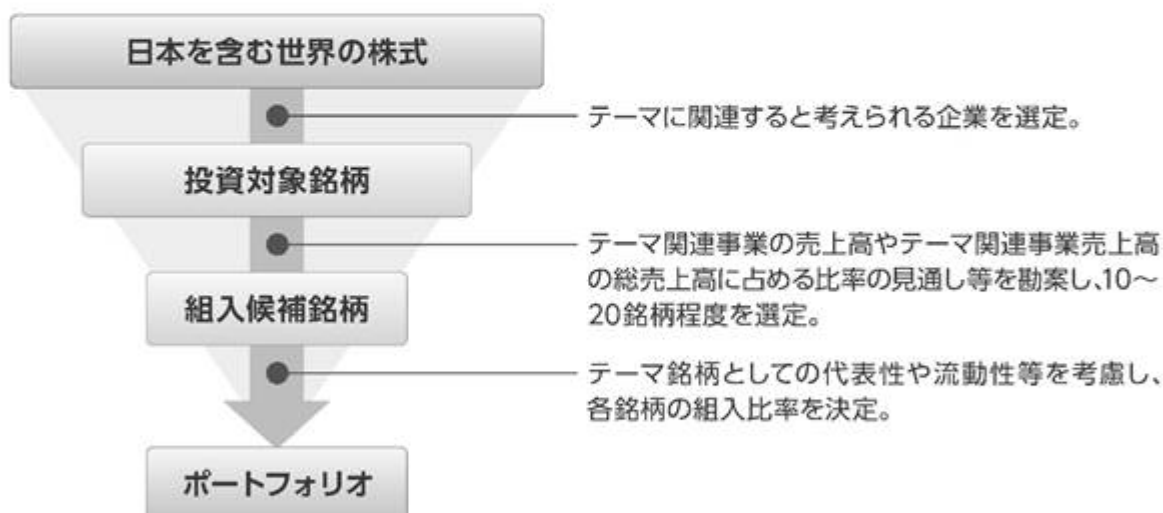 日本を含む世界の株式
テーマに関連すると考えられる企業を選定。
投資対象銘柄
テーマ関連事業の売上高やテーマ関連事業売上高
の総売上高に占める比率の見通し等を勘案し、10～
20銘柄程度を選定。
組入候補銘柄
テーマ銘柄としての代表性や流動性等を考慮し、
各銘柄の組入比率を決定。
ポートフォリオ